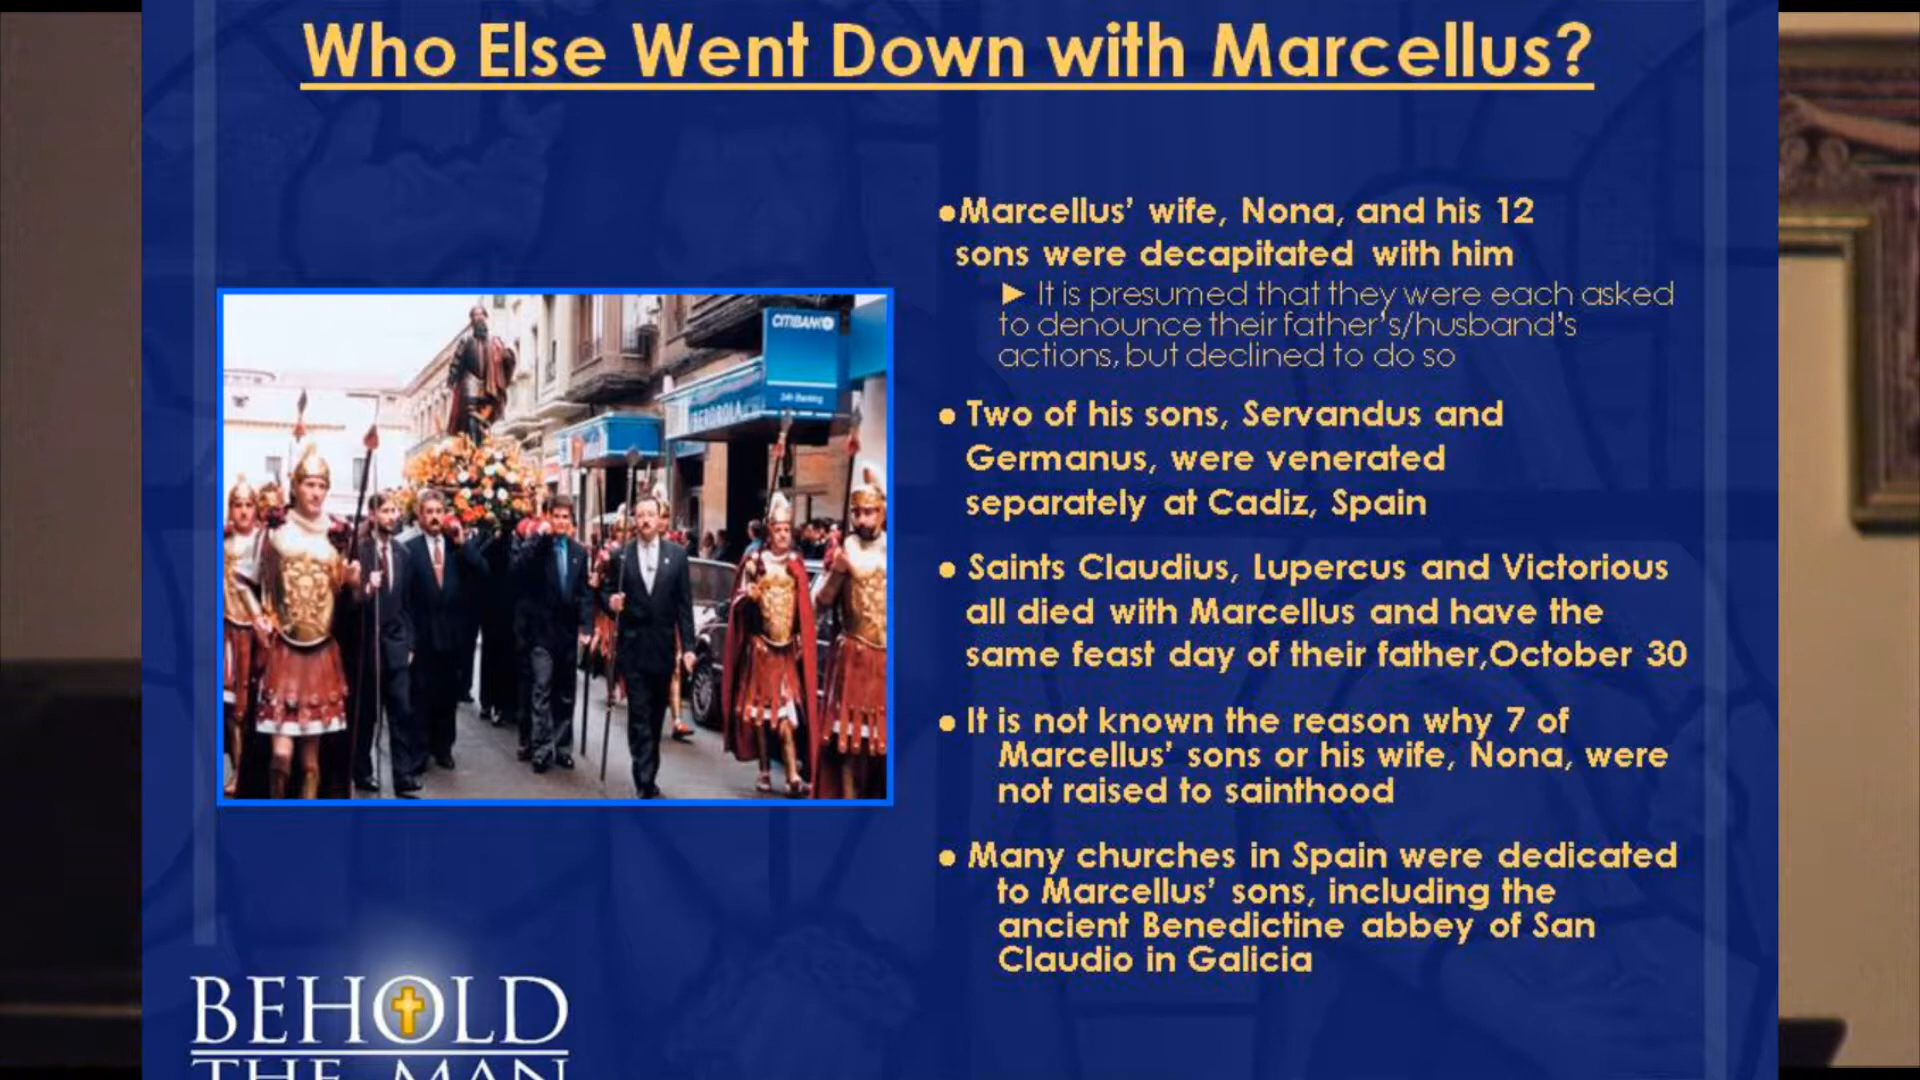 Who Else Went Down with Marcellus?
●Marcellus’ wife, Nona, and his 12
sons were decapitated with him
► It is presumed that they were each asked
to denounce their father's/husband's
actions, but declined to do so
● Two of his sons, Servandus and
Germanus, were venerated
separately at Cadiz, Spain
● Saints Claudius, Lupercus and Victorious
all died with Marcellus and have the
same feast day of their father,October 30
● It is not known the reason why 7 of
Marcellus’ sons or his wife, Nona, were
not raised to sainthood
● Many churches in Spain were dedicated
to Marcellus’ sons, including the
ancient Benedictine abbey of San
Claudio in Galicia
CITIBANK
24h Banking
IBERDROLA
BEHOLD
THE MAN